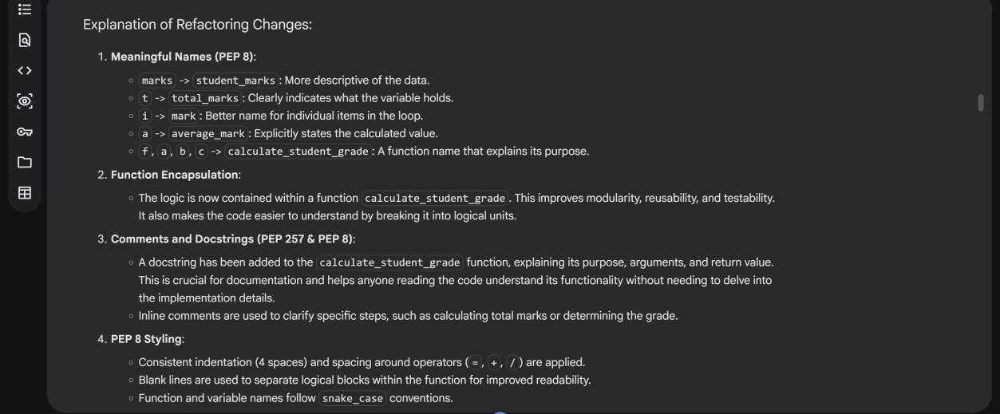 Explanation of Refactoring Changes:
1. Meaningful Names (PEP 8):
◦ marks -> student_marks: More descriptive of the data.
◦ t -> total_marks: Clearly indicates what the variable holds.
◦ i -> mark: Better name for individual items in the loop.
◦ a -> average_mark: Explicitly states the calculated value.
◦ f, a, b, c -> calculate_student_grade: A function name that explains its purpose.
2. Function Encapsulation:
◦ The logic is now contained within a function calculate_student_grade. This improves modularity, reusability, and testability.
It also makes the code easier to understand by breaking it into logical units.
3. Comments and Docstrings (PEP 257 & PEP 8):
◦ A docstring has been added to the calculate_student_grade function, explaining its purpose, arguments, and return value.
This is crucial for documentation and helps anyone reading the code understand its functionality without needing to delve into
the implementation details.
◦ Inline comments are used to clarify specific steps, such as calculating total marks or determining the grade.
4. PEP 8 Styling:
◦ Consistent indentation (4 spaces) and spacing around operators (=, +, /) are applied.
◦ Blank lines are used to separate logical blocks within the function for improved readability.
◦ Function and variable names follow snake_case conventions.